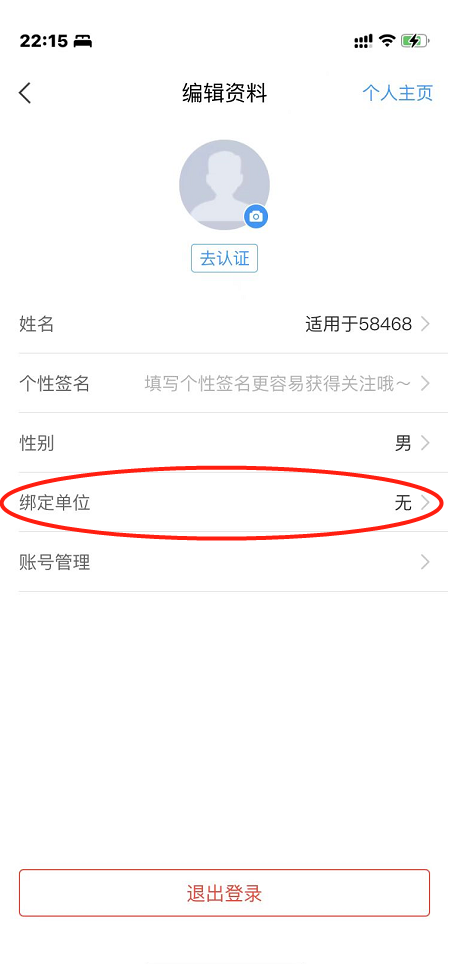 22:15
编辑资料 个人主页
去认证
姓名 适用于58468
个性签名 填写个性签名更容易获得关注哦～
性别 男
绑定单位 无
账号管理
退出登录